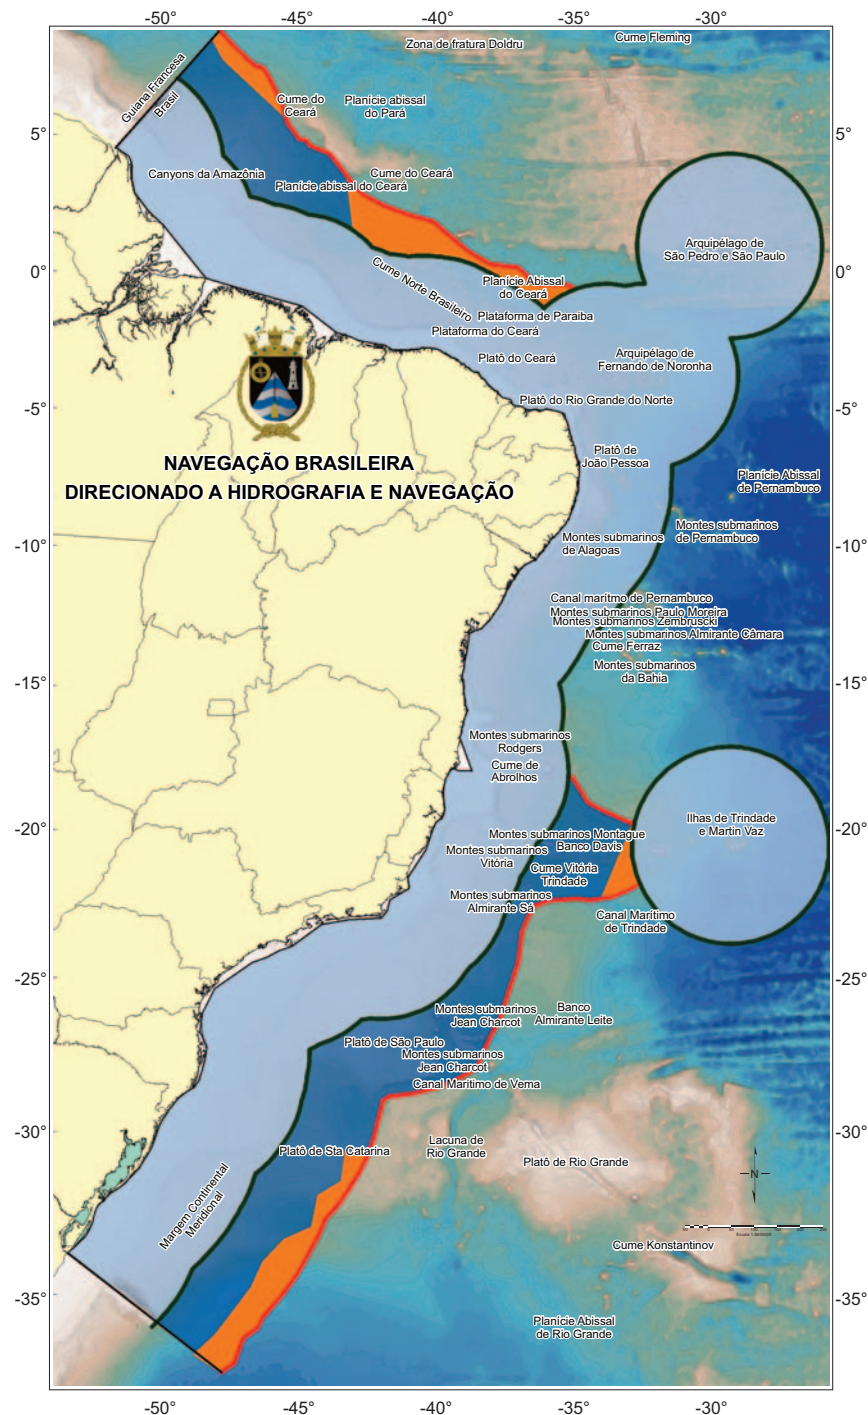 -50°
-45°
-40°
-35°
-30°
Zona de fratura Doldru
Cume Fleming
Guiana Francesa
Brasil
Cume do
Ceará
Planície abissal
do Pará
5°
5°
Canyons da Amazônia
Cume do Ceará
Planície abissal do Ceará
Arquipélago de
São Pedro e São Paulo
0°
0°
Cume Norte Brasileiro
Planície Abissal
do Ceará
Plataforma de Paraiba
Plataforma do Ceará
Platô do Ceará
Arquipélago de
Fernando de Noronha
-5°
-5°
Platô do Rio Grande do Norte
NAVEGAÇÃO BRASILEIRA
DIRECIONADO A HIDROGRAFIA E NAVEGAÇÃO
Platô de
João Pessoa
Planície Abissal
de Pernambuco
Montes submarinos
de Pernambuco
-10°
-10°
Montes submarinos
de Alagoas
Canal marítmo de Pernambuco
Montes submarinos Paulo Moreira
Montes submarinos Zembruscki
Montes submarinos Almirante Câmara
Cume Ferraz
Montes submarinos
da Bahia
-15°
-15°
Montes submarinos
Rodgers
Cume de
Abrolhos
Ilhas de Trindade
e Martin Vaz
-20°
-20°
Montes submarinos Montague
Banco Davis
Montes submarinos
Vitória
Cume Vitória
Trindade
Montes submarinos
Almirante Sá
Canal Marítimo
de Trindade
-25°
-25°
Montes submarinos
Jean Charcot
Banco
Almirante Leite
Platô de São Paulo
Montes submarinos
Jean Charcot
Canal Marítimo de Vema
-30°
-30°
Platô de Sta Catarina
Lacuna de
Rio Grande
Platô de Rio Grande
N
Margem Continental
Meridional
Cume Konstantinov
-35°
-35°
Planície Abissal
de Rio Grande
-50°
-45°
-40°
-35°
-30°